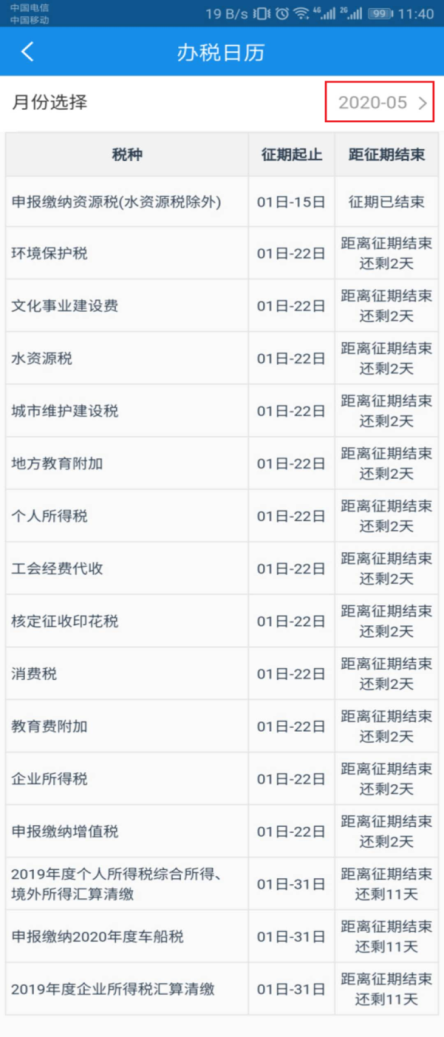 中国电信
中国移动
19 B/s 4G 2G 99 11:40
办税日历
月份选择
2020-05
税种 征期起止 距征期结束
申报缴纳资源税(水资源税除外) 01日-15日 征期已结束
环境保护税 01日-22日 距离征期结束
还剩2天
文化事业建设费 01日-22日 距离征期结束
还剩2天
水资源税 01日-22日 距离征期结束
还剩2天
城市维护建设税 01日-22日 距离征期结束
还剩2天
地方教育附加 01日-22日 距离征期结束
还剩2天
个人所得税 01日-22日 距离征期结束
还剩2天
工会经费代收 01日-22日 距离征期结束
还剩2天
核定征收印花税 01日-22日 距离征期结束
还剩2天
消费税 01日-22日 距离征期结束
还剩2天
教育费附加 01日-22日 距离征期结束
还剩2天
企业所得税 01日-22日 距离征期结束
还剩2天
申报缴纳增值税 01日-22日 距离征期结束
还剩2天
2019年度个人所得税综合所得、
境外所得汇算清缴 01日-31日 距离征期结束
还剩11天
申报缴纳2020年度车船税 01日-31日 距离征期结束
还剩11天
2019年度企业所得税汇算清缴 01日-31日 距离征期结束
还剩11天